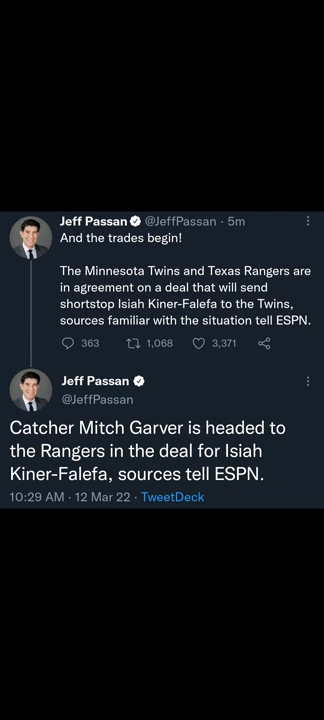 Jeff Passan @JeffPassan · 5m
And the trades begin!
The Minnesota Twins and Texas Rangers are
in agreement on a deal that will send
shortstop Isiah Kiner-Falefa to the Twins,
sources familiar with the situation tell ESPN.
363 1,068 3,371
Jeff Passan
@JeffPassan
Catcher Mitch Garver is headed to
the Rangers in the deal for Isiah
Kiner-Falefa, sources tell ESPN.
10:29 AM · 12 Mar 22 · TweetDeck